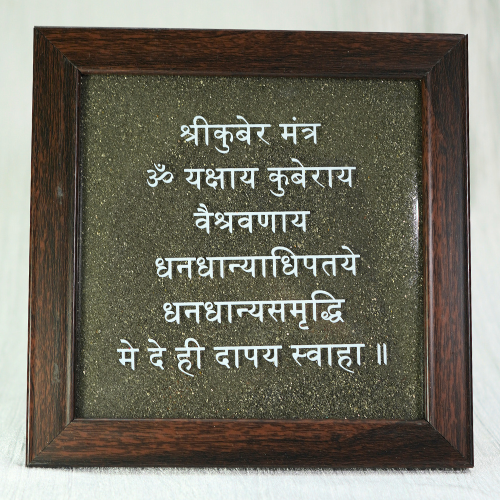 श्रीकुबेर मंत्र
ॐ यक्षाय कुबेराय
वैश्रवणाय
धनधान्याधिपतये
धनधान्यसमृद्धि
मे दे ही दापय स्वाहा ॥